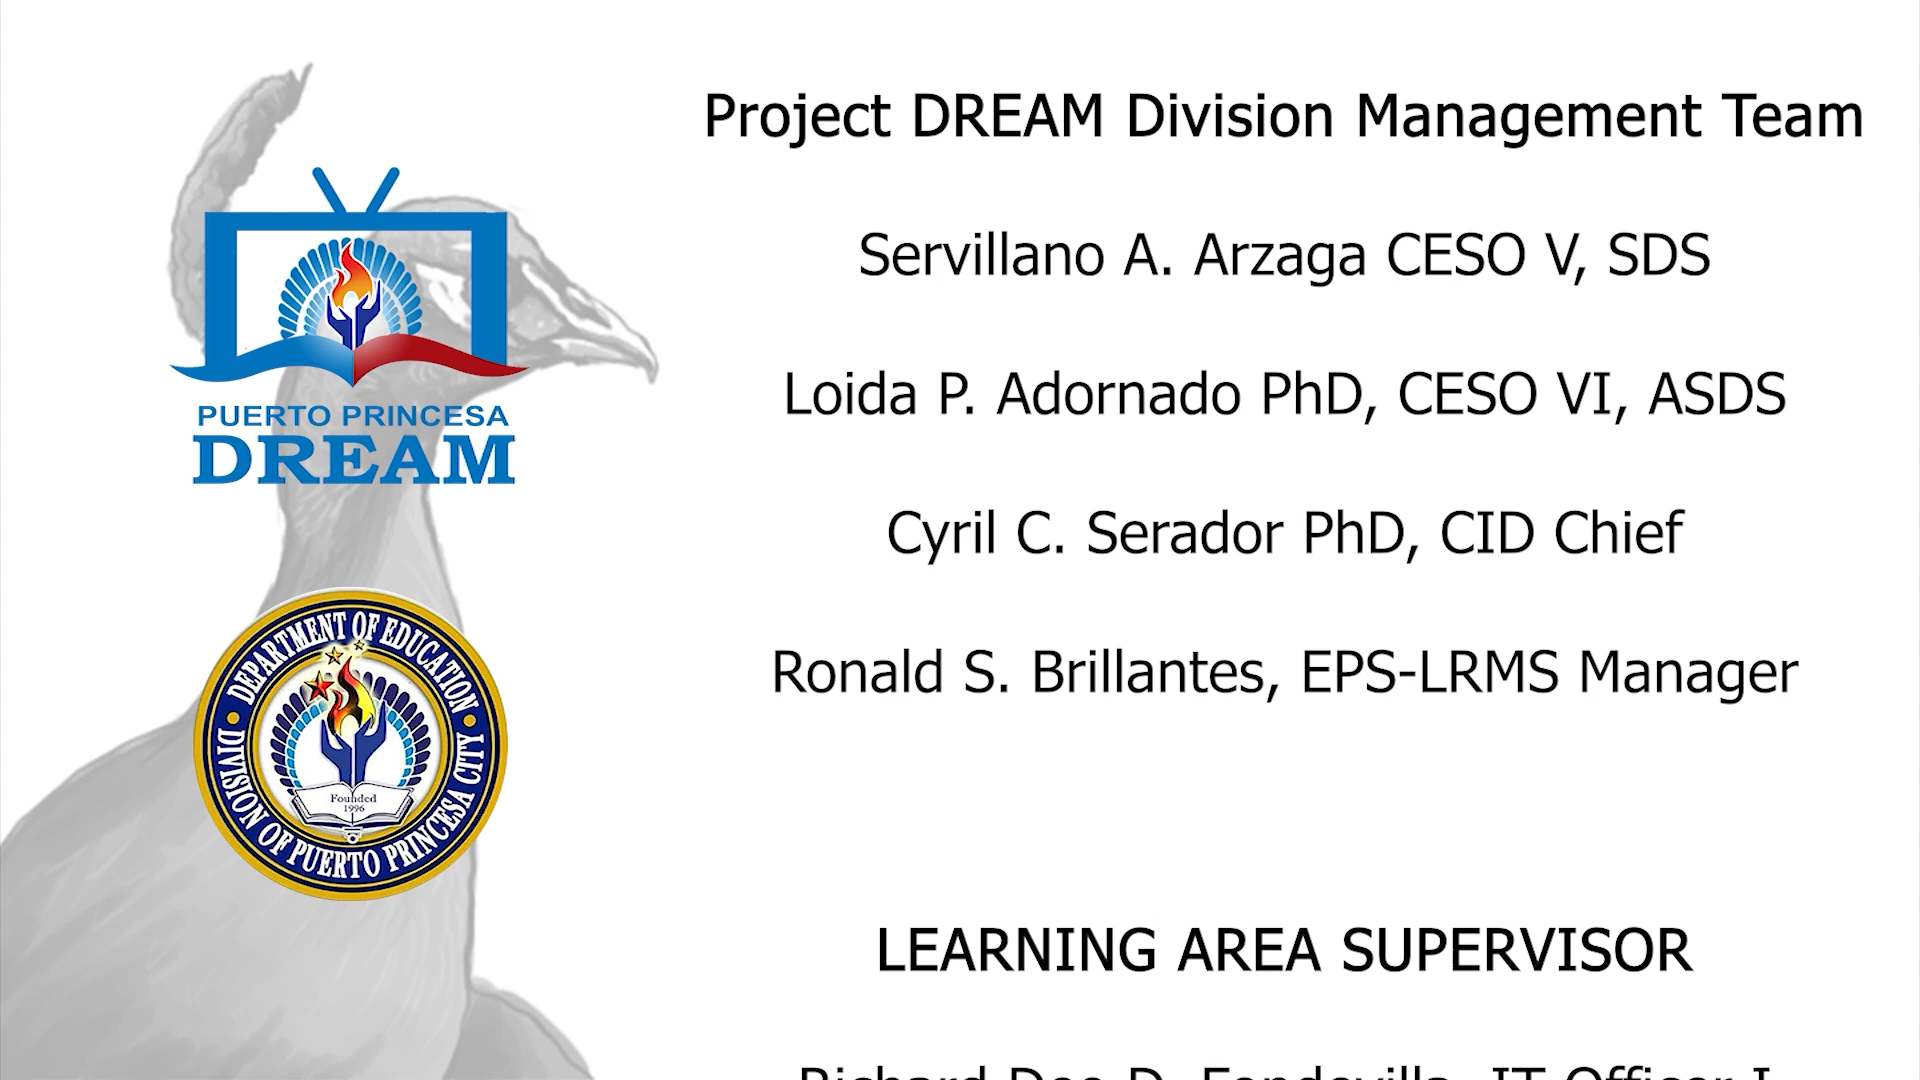 Project DREAM Division Management Team
Servillano A. Arzaga CESO V, SDS
Loida P. Adornado PhD, CESO VI, ASDS
Cyril C. Serador PhD, CID Chief
Ronald S. Brillantes, EPS-LRMS Manager
LEARNING AREA SUPERVISOR
PUERTO PRINCESA
DREAM
DEPARTMENT OF EDUCATION
DIVISION OF PUERTO PRINCESA CITY
Founded
1996